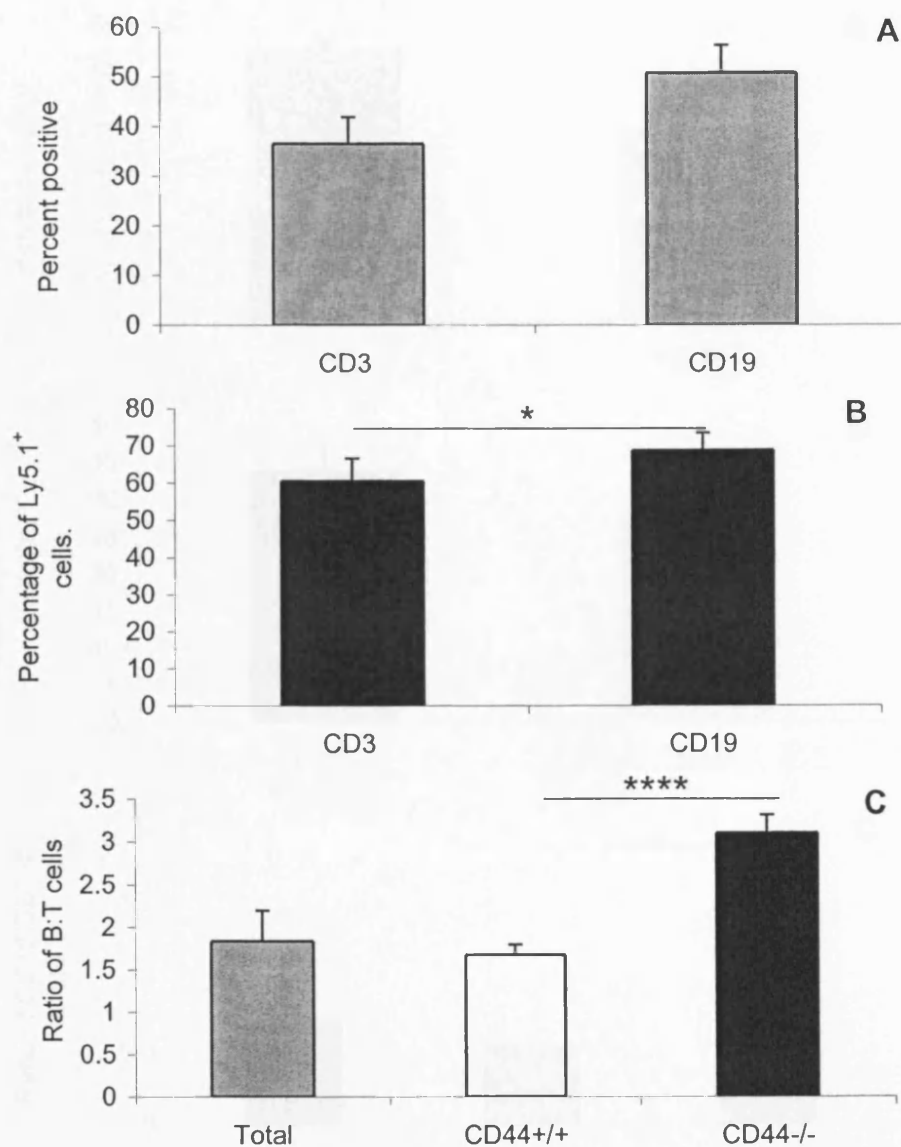 A
Percent positive
60
50
40
30
20
10
0
CD3
CD19
B
Percentage of Ly5.1+
cells.
80
70
60
50
40
30
20
10
0
*
CD3
CD19
C
Ratio of B:T cells
3.5
3
2.5
2
1.5
1
0.5
0
****
Total
CD44+/+
CD44-/-